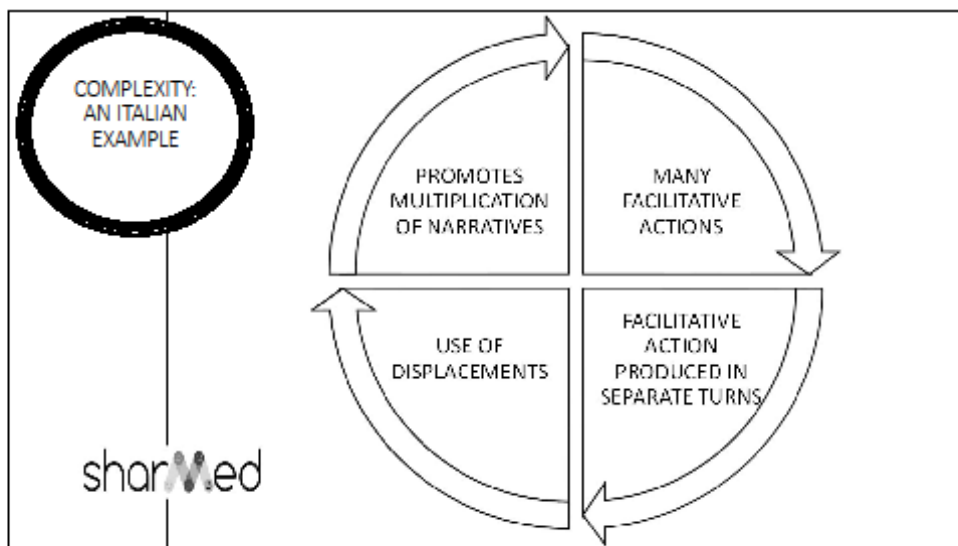 COMPLEXITY:
AN ITALIAN
EXAMPLE
PROMOTES
MULTIPLICATION
OF NARRATIVES
MANY
FACILITATIVE
ACTIONS
USE OF
DISPLACEMENTS
FACILITATIVE
ACTION
PRODUCED IN
SEPARATE TURNS
sharMed